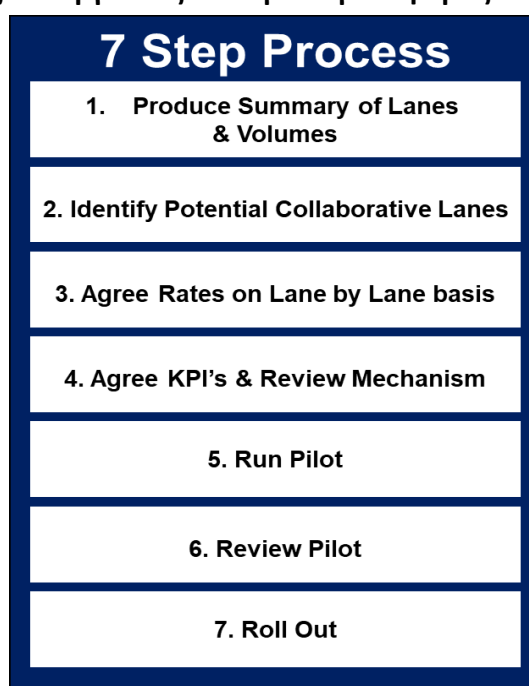 7 Step Process
1. Produce Summary of Lanes
& Volumes
2. Identify Potential Collaborative Lanes
3. Agree Rates on Lane by Lane basis
4. Agree KPI's & Review Mechanism
5. Run Pilot
6. Review Pilot
7. Roll Out